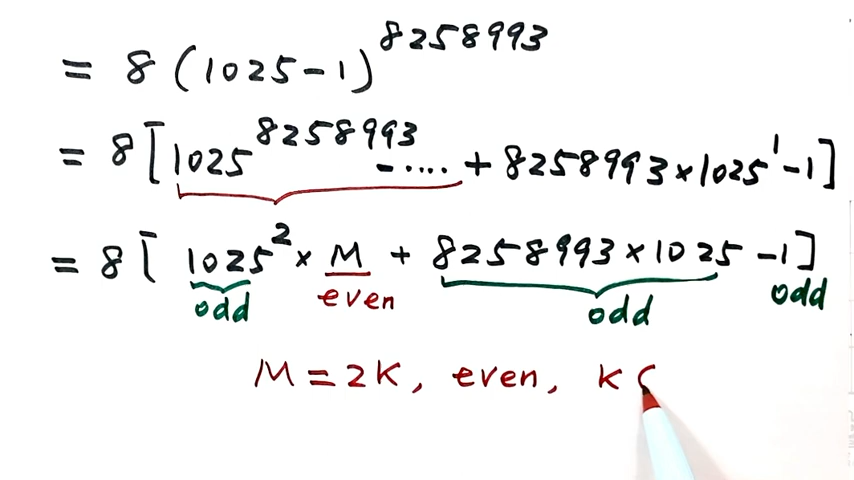 = 8 (1025-1)^8258993
= 8 [1025^8258993 - ..... + 8258993 × 1025^1 - 1]
= 8 [ 1025^2 × M + 8258993 × 1025 - 1]
odd even odd odd
M = 2K, even, K